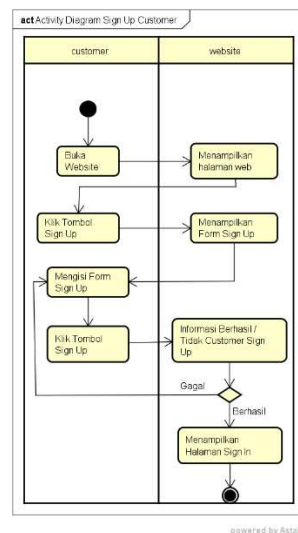 act Activity Diagram Sign Up Customer
customer
website
Buka
Website
Menampilkan
halaman web
Klik Tombol
Sign Up
Menampilkan
Form Sign Up
Mengisi Form
Sign Up
Klik Tombol
Sign Up
Informasi Berhasil /
Tidak Customer Sign
Up
Gagal
Berhasil
Menampilkan
Halaman Sign In
powered by Asta